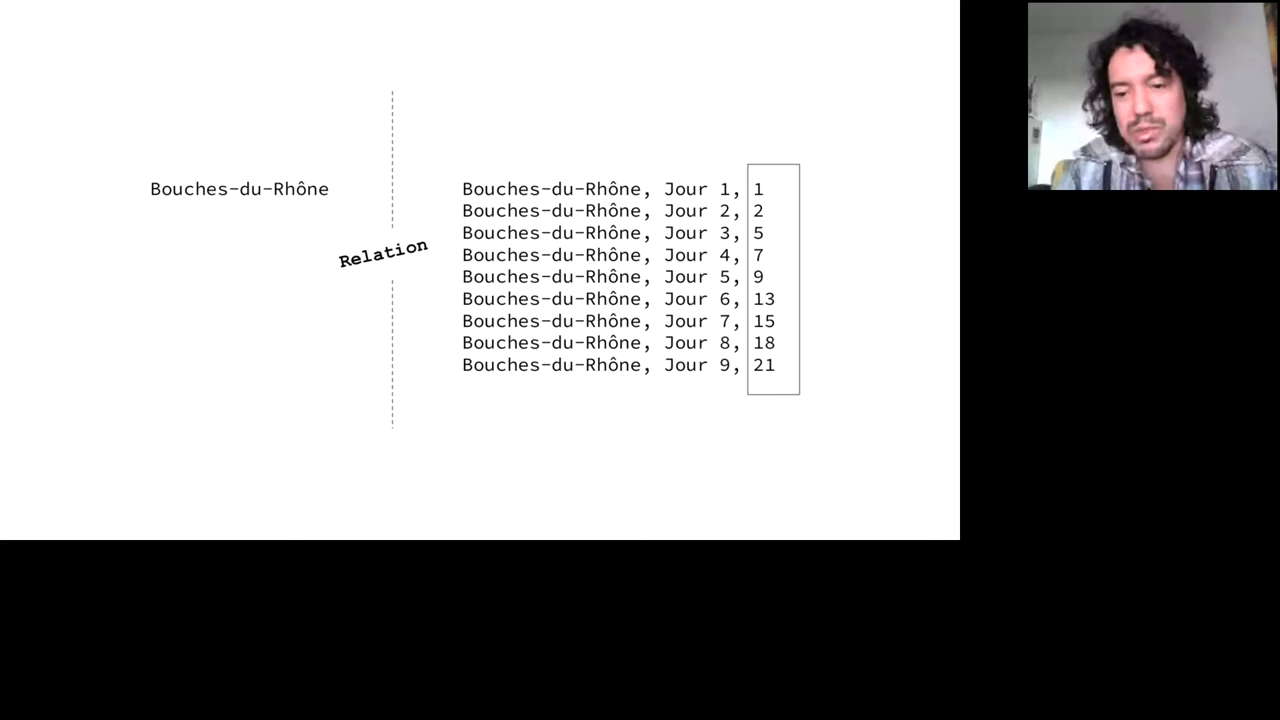 Bouches-du-Rhône
Relation
Bouches-du-Rhône, Jour 1, 1
Bouches-du-Rhône, Jour 2, 2
Bouches-du-Rhône, Jour 3, 5
Bouches-du-Rhône, Jour 4, 7
Bouches-du-Rhône, Jour 5, 9
Bouches-du-Rhône, Jour 6, 13
Bouches-du-Rhône, Jour 7, 15
Bouches-du-Rhône, Jour 8, 18
Bouches-du-Rhône, Jour 9, 21